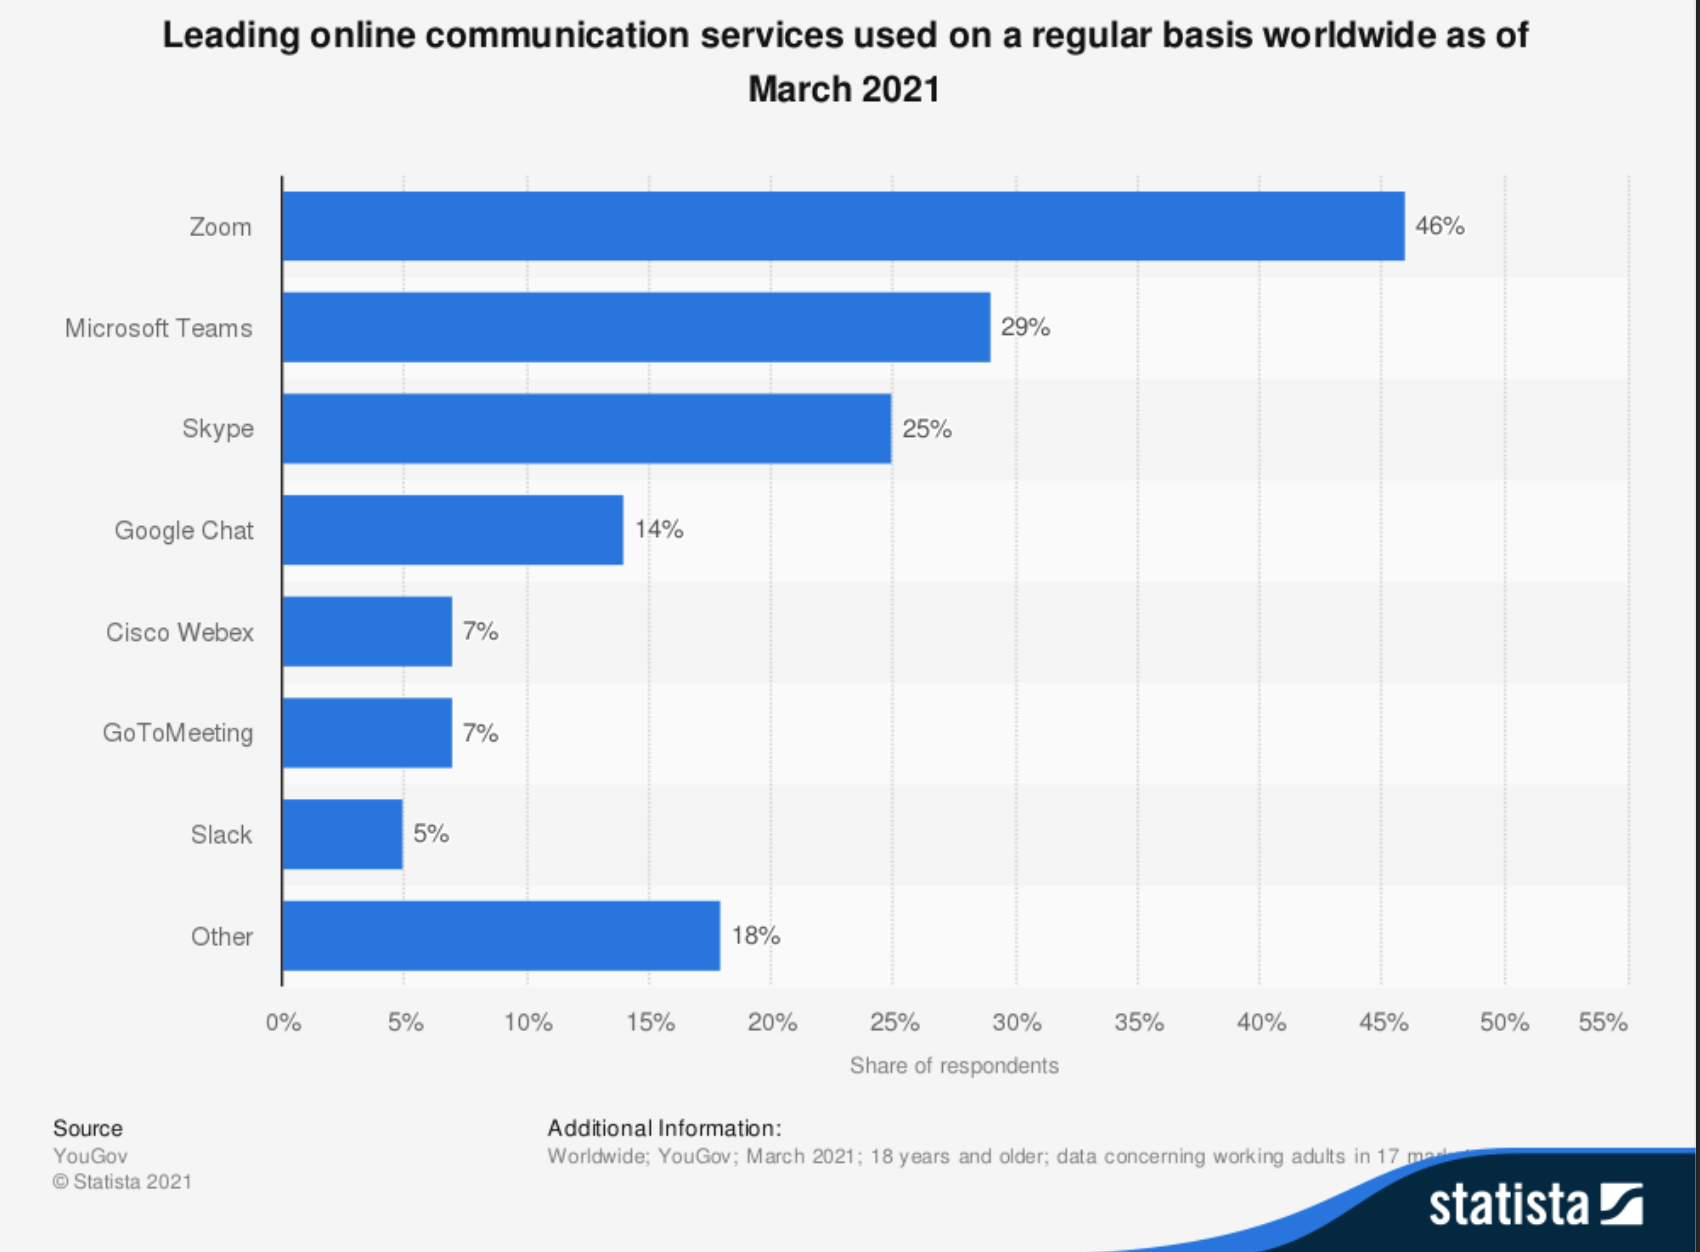 Leading online communication services used on a regular basis worldwide as of
March 2021
Zoom
46%
Microsoft Teams
29%
Skype
25%
Google Chat
14%
Cisco Webex
7%
GoToMeeting
7%
Slack
5%
Other
18%
0% 5% 10% 15% 20% 25% 30% 35% 40% 45% 50% 55%
Share of respondents
Source
YouGov
© Statista 2021
Additional Information:
Worldwide; YouGov; March 2021; 18 years and older; data concerning working adults in 17
statista